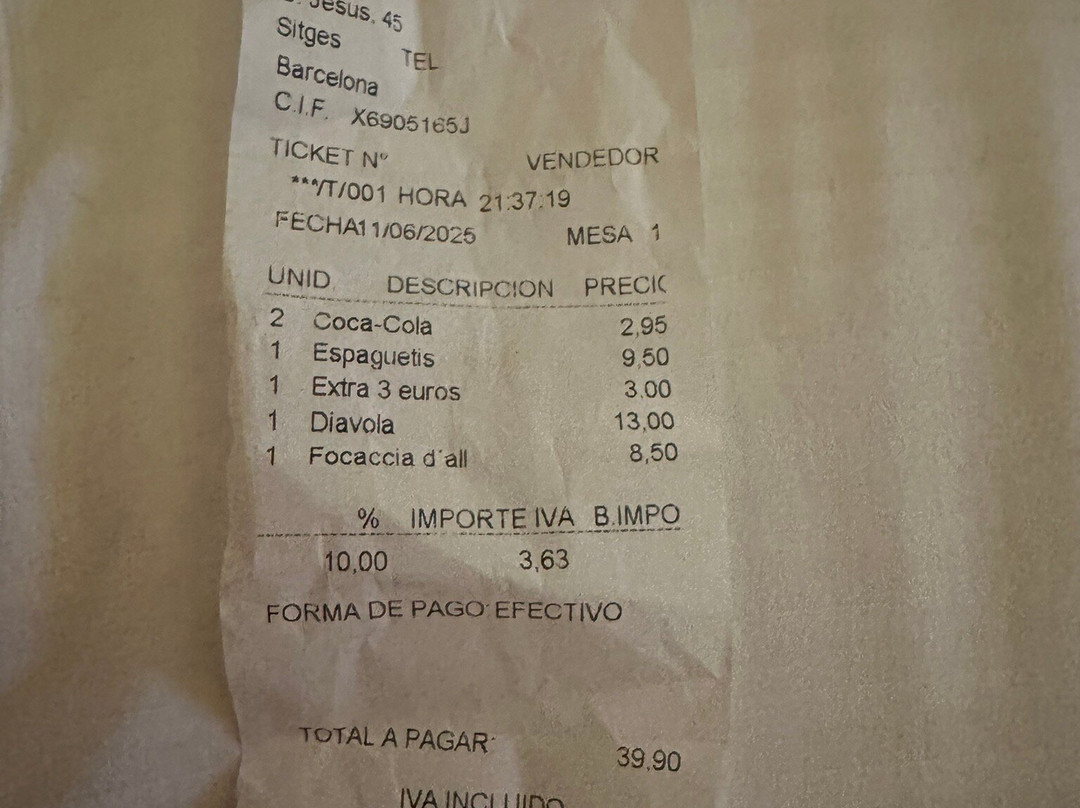 Jesus, 45
Sitges
TEL
Barcelona
C.I.F. X6905165J
TICKET Nº VENDEDOR
***/T/001 HORA 21:37:19
FECHA11/06/2025 MESA 1
UNID. DESCRIPCION PRECIO
2 Coca-Cola 2,95
1 Espaguetis 9,50
1 Extra 3 euros 3,00
1 Diavola 13,00
1 Focaccia d´all 8,50
% IMPORTE IVA B.IMPO
10,00 3,63
FORMA DE PAGO: EFECTIVO
TOTAL A PAGAR:
39,90
IVA INCLUIDO